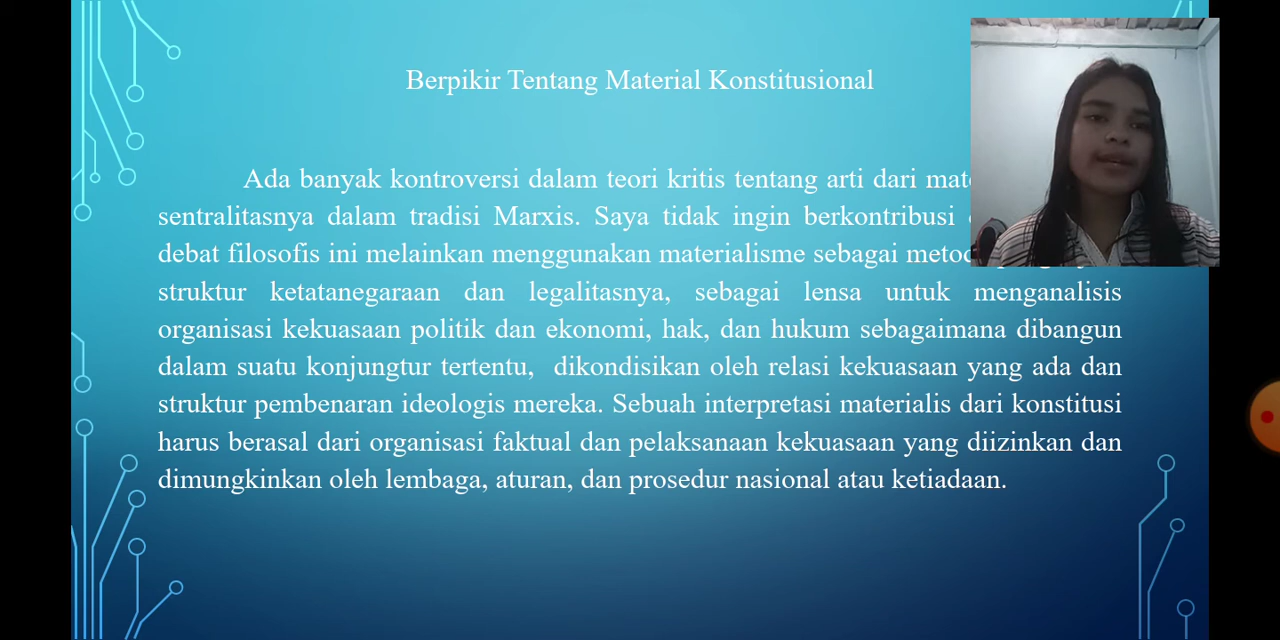 Berpikir Tentang Material Konstitusional
Ada banyak kontroversi dalam teori kritis tentang arti dari
sentralitasnya dalam tradisi Marxis. Saya tidak ingin berkontribusi
debat filosofis ini melainkan menggunakan materialisme sebagai
struktur ketatanegaraan dan legalitasnya, sebagai lensa untuk menganalisis
organisasi kekuasaan politik dan ekonomi, hak, dan hukum sebagaimana dibangun
dalam suatu konjungtur tertentu, dikondisikan oleh relasi kekuasaan yang ada dan
struktur pembenaran ideologis mereka. Sebuah interpretasi materialis dari konstitusi
harus berasal dari organisasi faktual dan pelaksanaan kekuasaan yang diizinkan dan
dimungkinkan oleh lembaga, aturan, dan prosedur nasional atau ketiadaan.